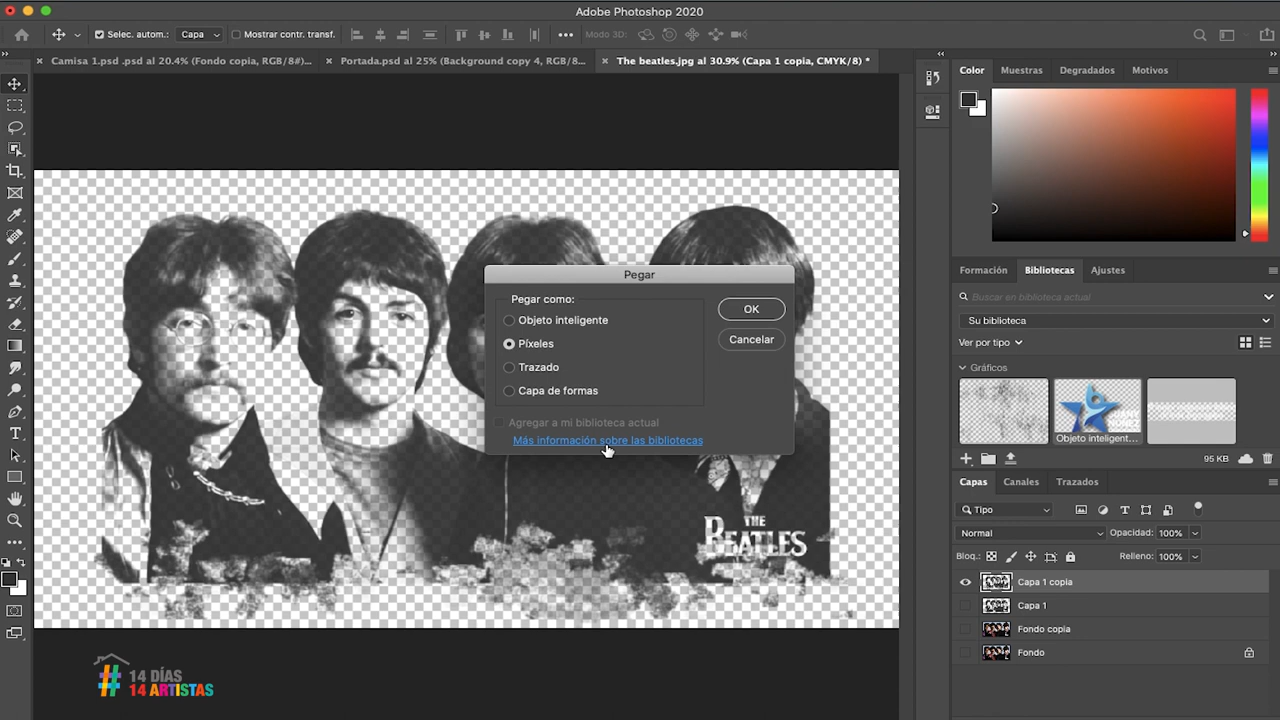 Adobe Photoshop 2020
Selec. autom.: Capa Mostrar contr. transf. Modo 3D:
Camisa 1.psd .psd al 20.4% (Fondo copia, RGB/8#)...
Portada.psd al 25% (Background copy 4, RGB/8...
The beatles.jpg al 30.9% (Capa 1 copia, CMYK/8) *
Color Muestras Degradados Motivos
Formación Bibliotecas Ajustes
Buscar en biblioteca actual
Su biblioteca
Ver por tipo
Gráficos
Objeto inteligent...
95 KB
Capas Canales Trazados
Tipo
Normal Opacidad: 100%
Bloq.: Relleno: 100%
Capa 1 copia
Capa 1
Fondo copia
Fondo
Pegar
Pegar como:
Objeto inteligente
Píxeles
Trazado
Capa de formas
OK
Cancelar
Agregar a mi biblioteca actual
Más información sobre las bibliotecas
THE
BEATLES
# 14 DÍAS
14 ARTISTAS